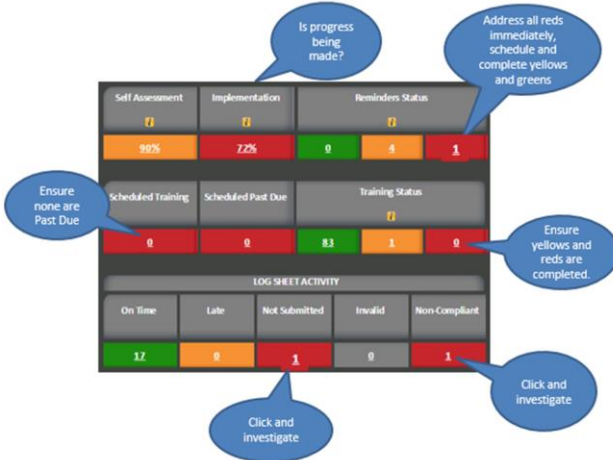 Is progress
being
made?
Address all reds
immediately,
schedule and
complete yellows
and greens
Self Assessment
Implementation
Reminders Status
i
i
i
90%
72%
0
4
1
Ensure
none are
Past Due
Scheduled Training
Scheduled Past Due
Training Status
i
0
0
83
1
0
Ensure
yellows and
reds are
completed.
LOG SHEET ACTIVITY
On Time
Late
Not Submitted
Invalid
Non-Compliant
17
0
1
0
1
Click and
investigate
Click and
investigate